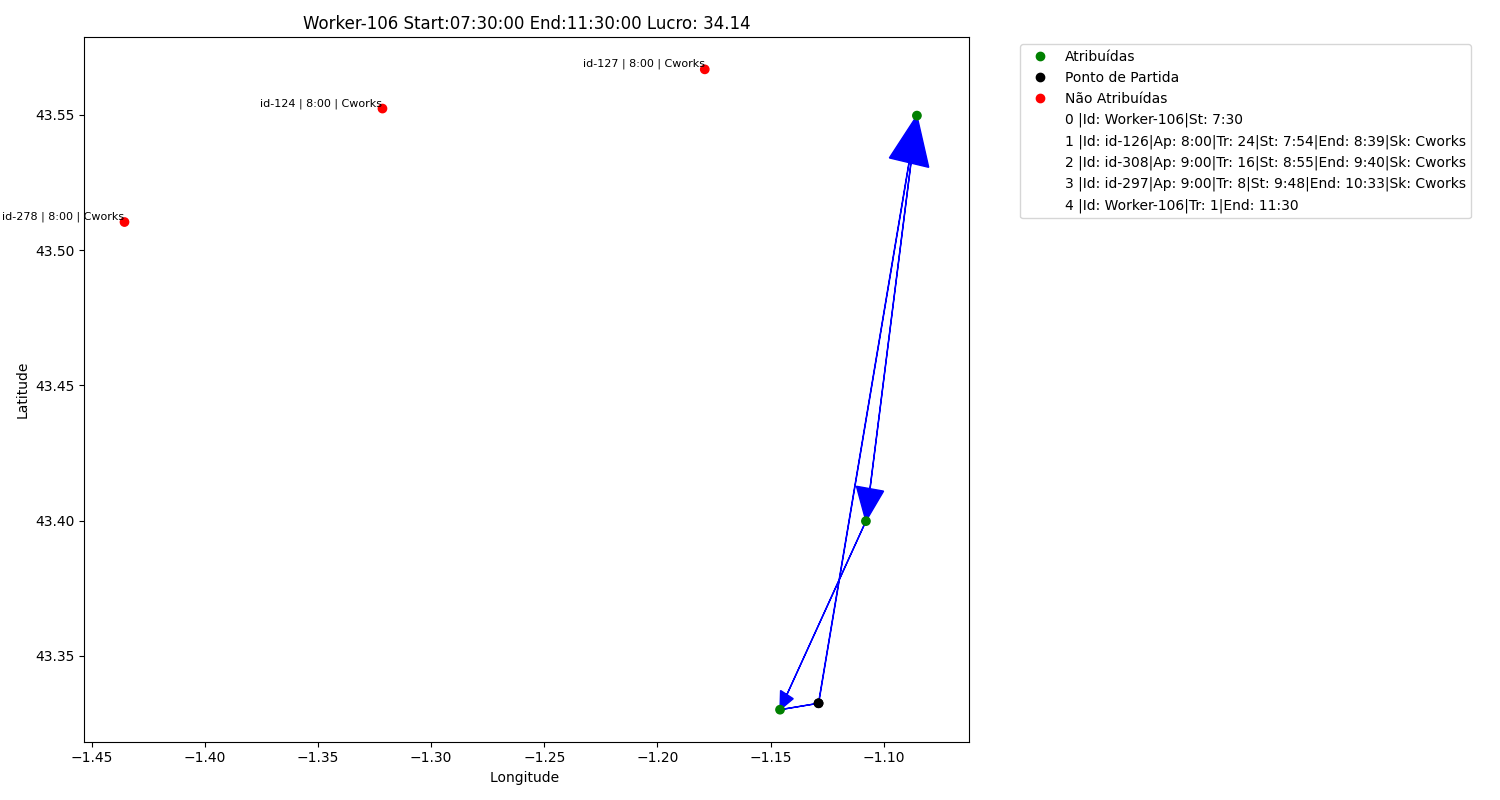 Worker-106 Start:07:30:00 End:11:30:00 Lucro: 34.14
id-127 | 8:00 | Cworks
id-124 | 8:00 | Cworks
id-278 | 8:00 | Cworks
43.55
43.50
43.45
43.40
43.35
Latitude
−1.45
−1.40
−1.35
−1.30
−1.25
−1.20
−1.15
−1.10
Longitude
Atribuídas
Ponto de Partida
Não Atribuídas
0 |Id: Worker-106|St: 7:30
1 |Id: id-126|Ap: 8:00|Tr: 24|St: 7:54|End: 8:39|Sk: Cworks
2 |Id: id-308|Ap: 9:00|Tr: 16|St: 8:55|End: 9:40|Sk: Cworks
3 |Id: id-297|Ap: 9:00|Tr: 8|St: 9:48|End: 10:33|Sk: Cworks
4 |Id: Worker-106|Tr: 1|End: 11:30